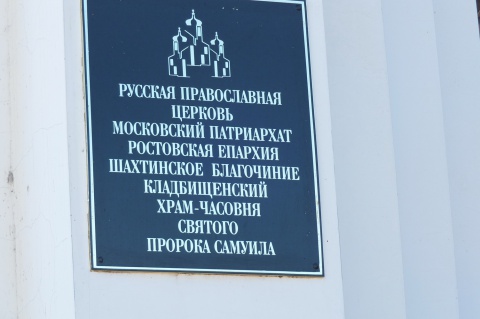 РУССКАЯ ПРАВОСЛАВНАЯ
ЦЕРКОВЬ
МОСКОВСКИЙ ПАТРИАРХАТ
РОСТОВСКАЯ ЕПАРХИЯ
ШАХТИНСКОЕ БЛАГОЧИНИЕ
КЛАДБИЩЕНСКИЙ
ХРАМ-ЧАСОВНЯ
СВЯТОГО
ПРОРОКА САМУИЛА